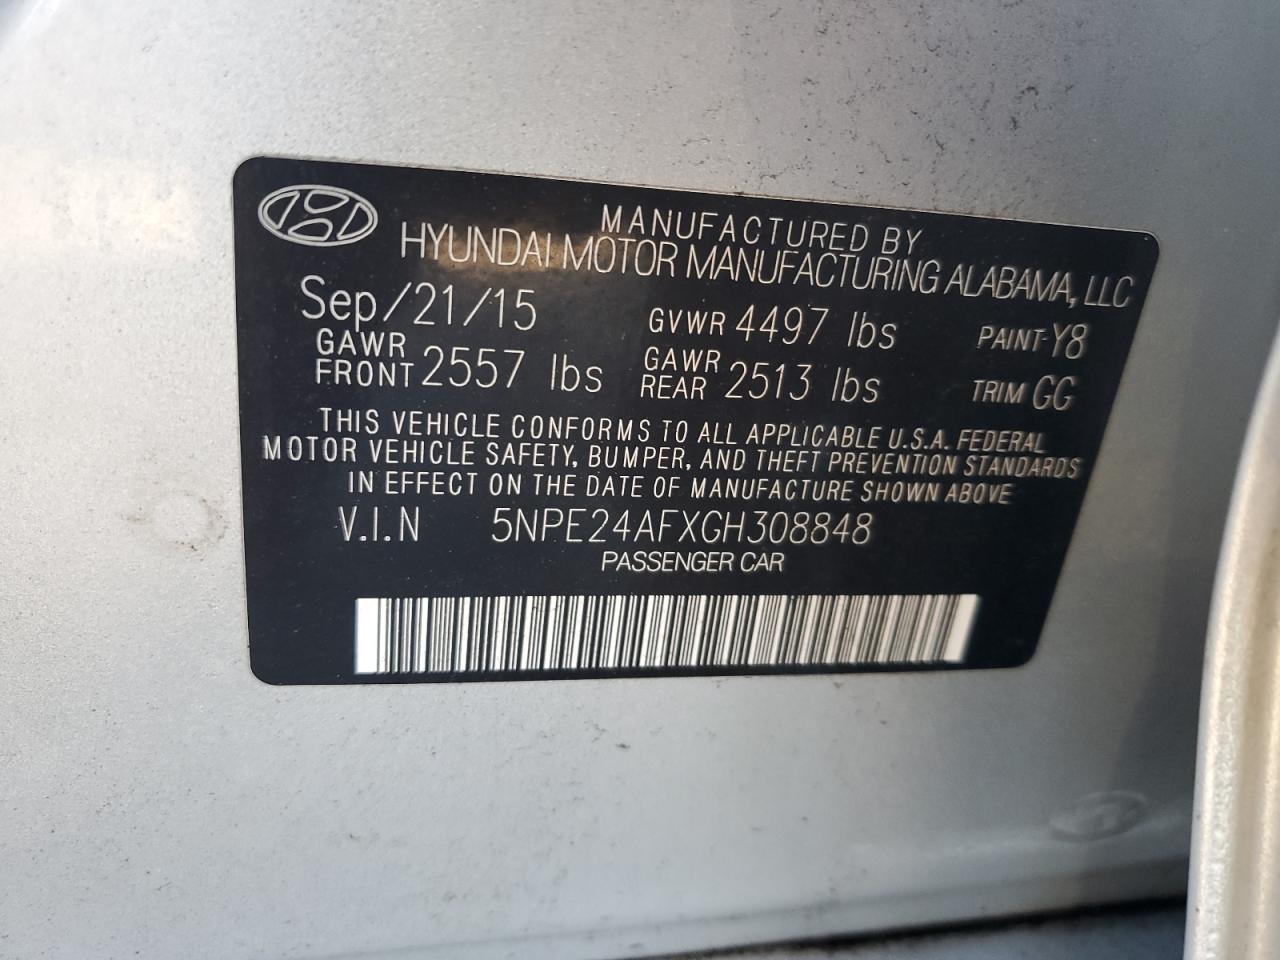 MANUFACTURED BY
HYUNDAI MOTOR MANUFACTURING ALABAMA, LLC
Sep/21/15 GVWR 4497 lbs PAINT Y8
GAWR FRONT 2557 lbs GAWR REAR 2513 lbs TRIM GG
THIS VEHICLE CONFORMS TO ALL APPLICABLE U.S.A. FEDERAL
MOTOR VEHICLE SAFETY, BUMPER, AND THEFT PREVENTION STANDARDS
IN EFFECT ON THE DATE OF MANUFACTURE SHOWN ABOVE
V.I.N 5NPE24AFXGH308848
PASSENGER CAR